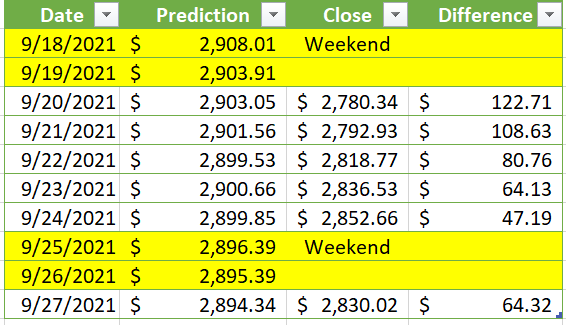 Date Prediction Close Difference
9/18/2021 $ 2,908.01 Weekend
9/19/2021 $ 2,903.91
9/20/2021 $ 2,903.05 $ 2,780.34 $ 122.71
9/21/2021 $ 2,901.56 $ 2,792.93 $ 108.63
9/22/2021 $ 2,899.53 $ 2,818.77 $ 80.76
9/23/2021 $ 2,900.66 $ 2,836.53 $ 64.13
9/24/2021 $ 2,899.85 $ 2,852.66 $ 47.19
9/25/2021 $ 2,896.39 Weekend
9/26/2021 $ 2,895.39
9/27/2021 $ 2,894.34 $ 2,830.02 $ 64.32